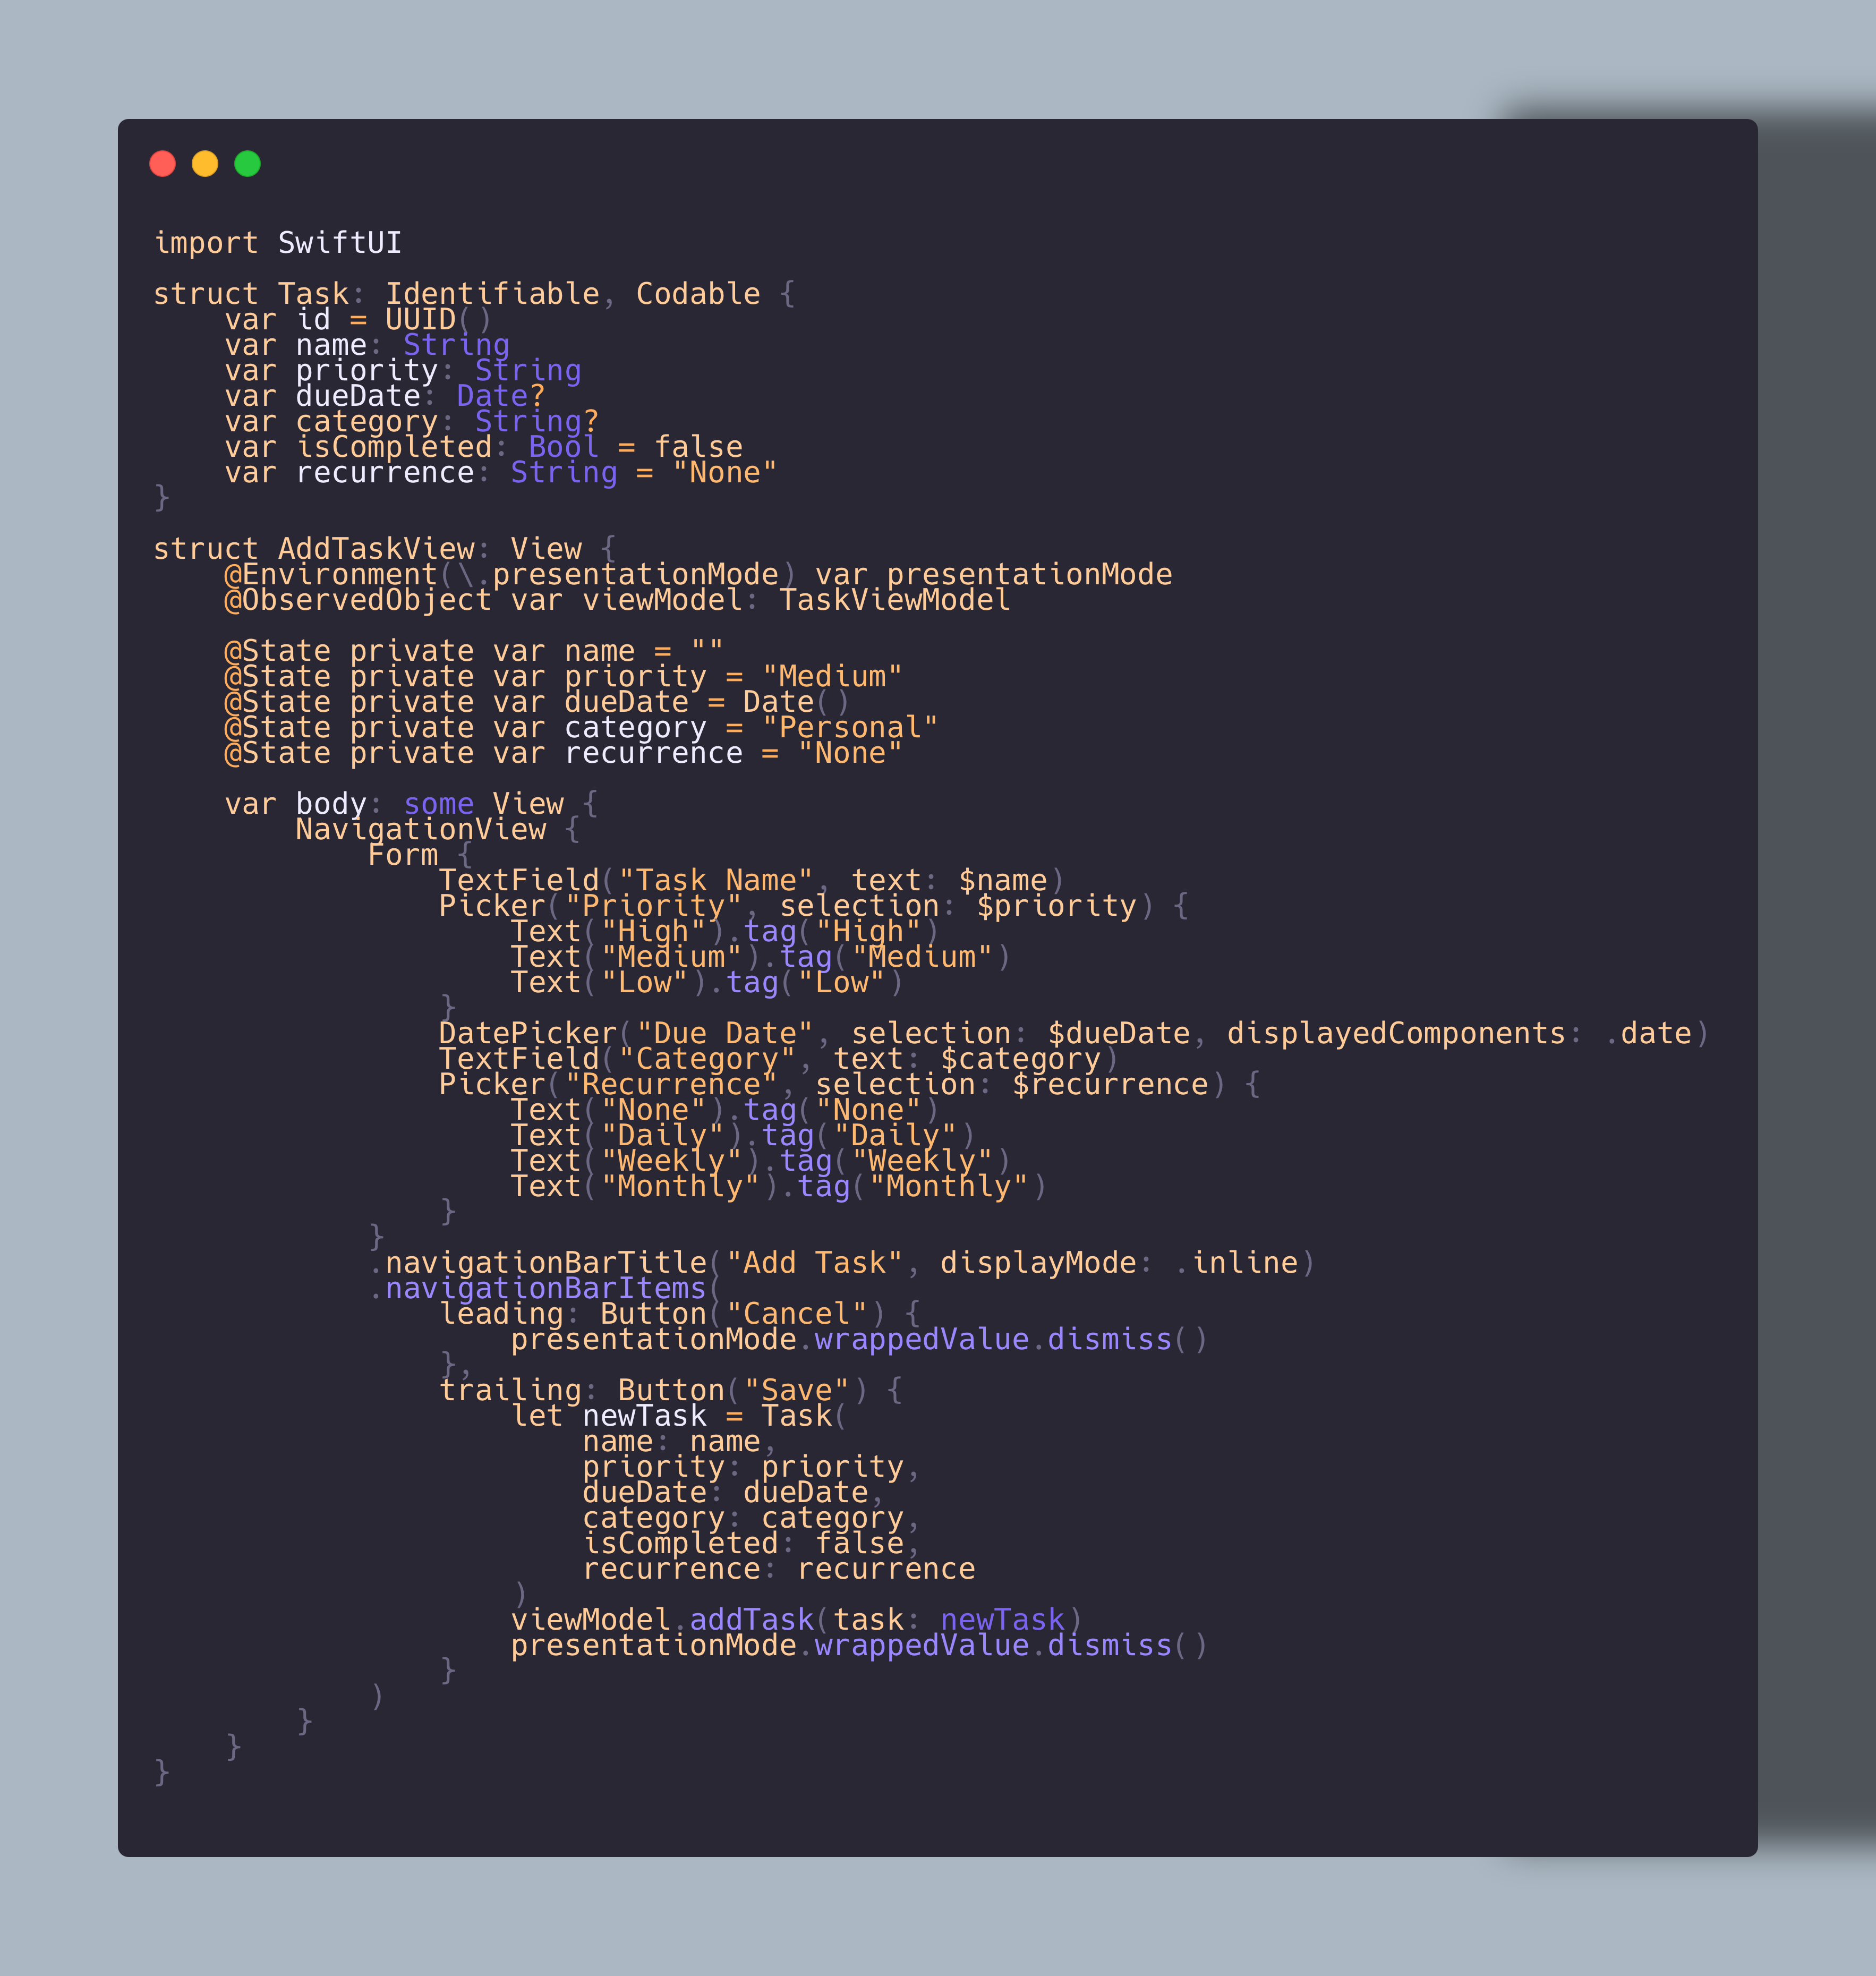 import SwiftUI

struct Task: Identifiable, Codable {
    var id = UUID()
    var name: String
    var priority: String
    var dueDate: Date?
    var category: String?
    var isCompleted: Bool = false
    var recurrence: String = "None"
}

struct AddTaskView: View {
    @Environment(\.presentationMode) var presentationMode
    @ObservedObject var viewModel: TaskViewModel

    @State private var name = ""
    @State private var priority = "Medium"
    @State private var dueDate = Date()
    @State private var category = "Personal"
    @State private var recurrence = "None"

    var body: some View {
        NavigationView {
            Form {
                TextField("Task Name", text: $name)
                Picker("Priority", selection: $priority) {
                    Text("High").tag("High")
                    Text("Medium").tag("Medium")
                    Text("Low").tag("Low")
                }
                DatePicker("Due Date", selection: $dueDate, displayedComponents: .date)
                TextField("Category", text: $category)
                Picker("Recurrence", selection: $recurrence) {
                    Text("None").tag("None")
                    Text("Daily").tag("Daily")
                    Text("Weekly").tag("Weekly")
                    Text("Monthly").tag("Monthly")
                }
            }
            .navigationBarTitle("Add Task", displayMode: .inline)
            .navigationBarItems(
                leading: Button("Cancel") {
                    presentationMode.wrappedValue.dismiss()
                },
                trailing: Button("Save") {
                    let newTask = Task(
                        name: name,
                        priority: priority,
                        dueDate: dueDate,
                        category: category,
                        isCompleted: false,
                        recurrence: recurrence
                    )
                    viewModel.addTask(task: newTask)
                    presentationMode.wrappedValue.dismiss()
                }
            )
        }
    }
}